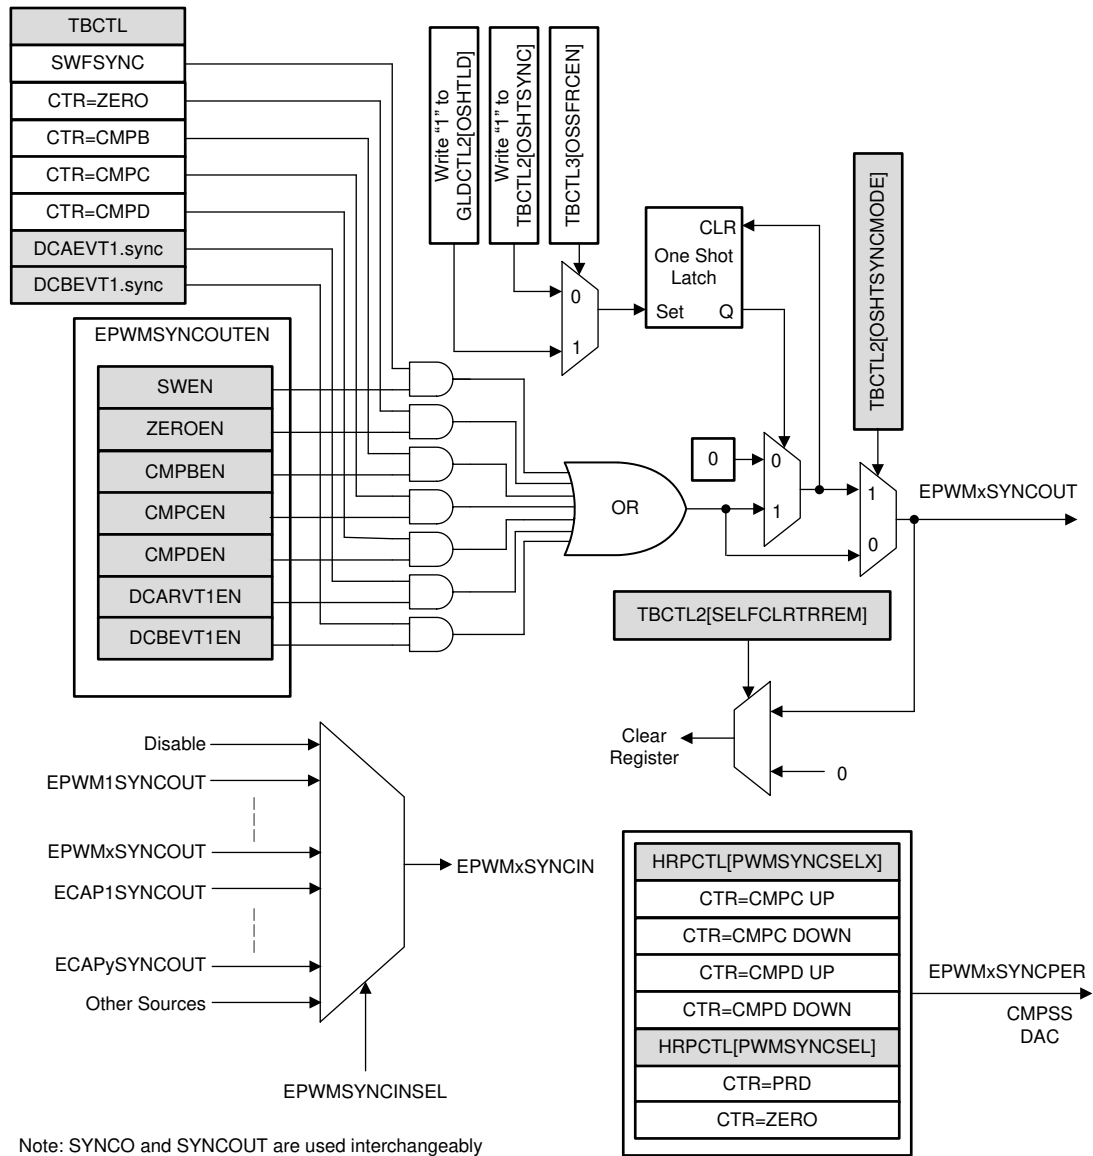 TBCTL
SWFSYNC
CTR=ZERO
CTR=CMPB
CTR=CMPC
CTR=CMPD
DCAEVT1.sync
DCBEVT1.sync
EPWMSYNCOUTEN
SWEN
ZEROEN
CMPBEN
CMPCEN
CMPDEN
DCARVT1EN
DCBEVT1EN
Write “1” to
GLDCTL2[OSHTLD]
Write “1” to
TBCTL2[OSHTSYNC]
TBCTL3[OSSFRCEN]
0
1
CLR
One Shot
Latch
Set Q
TBCTL2[OSHTSYNCMODE]
OR
0
0
1
1
0
EPWMxSYNCOUT
TBCTL2[SELFCLRTRREM]
Clear
Register
0
Disable
EPWM1SYNCOUT
EPWMxSYNCOUT
ECAP1SYNCOUT
ECAPySYNCOUT
Other Sources
EPWMxSYNCIN
EPWMSYNCINSEL
HRPCTL[PWMSYNCSELX]
CTR=CMPC UP
CTR=CMPC DOWN
CTR=CMPD UP
CTR=CMPD DOWN
HRPCTL[PWMSYNCSEL]
CTR=PRD
CTR=ZERO
EPWMxSYNCPER
CMPSS
DAC
Note: SYNCO and SYNCOUT are used interchangeably